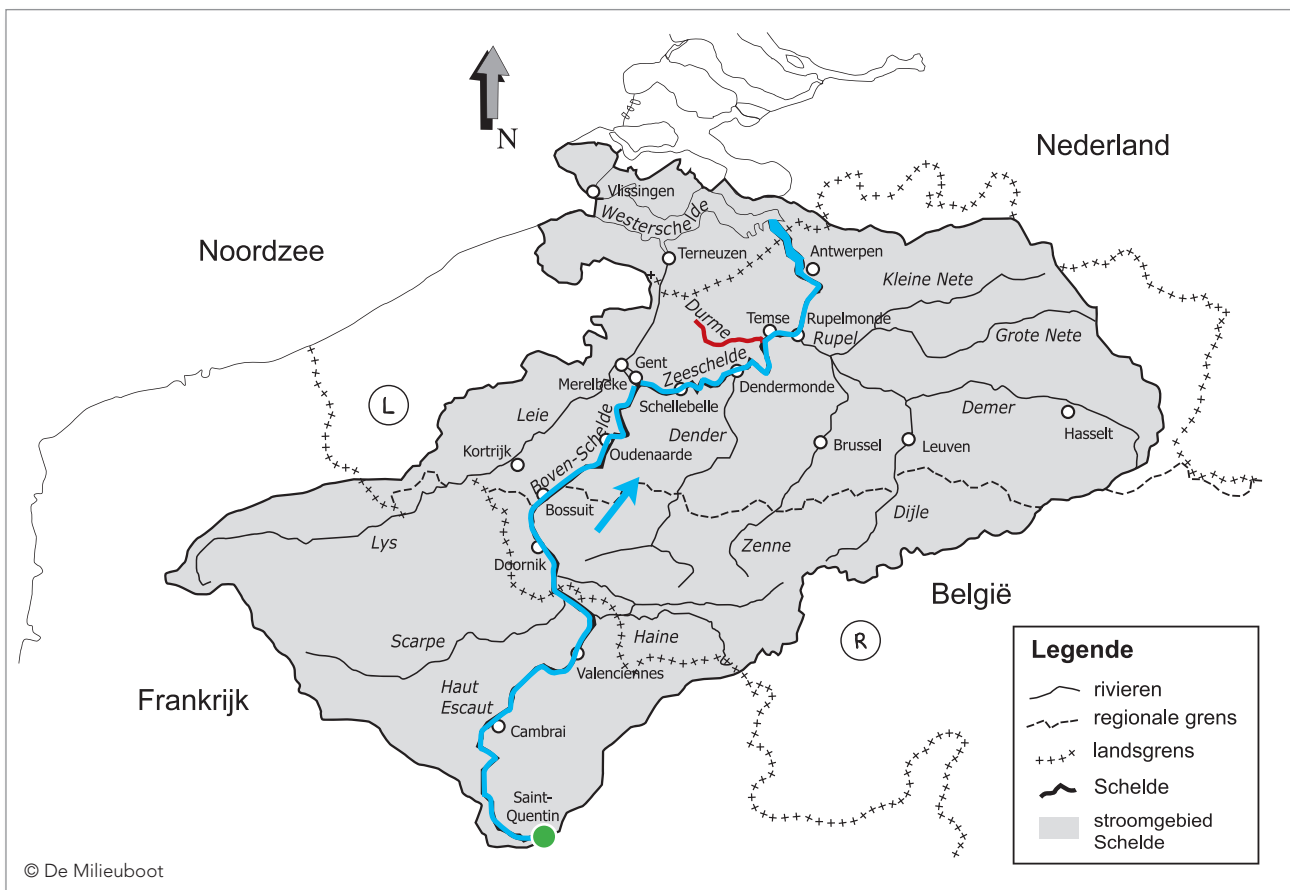 N
Nederland
Noordzee
Vlissingen
Westerschelde
Terneuzen
Antwerpen
Kleine Nete
Durme
Temse
Rupelmonde
Rupel
Grote Nete
Gent
Zeeschelde
Merelbeke
Dendermonde
Schellebelle
L
Leie
Boven-Schelde
Dender
Demer
Hasselt
Kortrijk
Oudenaarde
Brussel
Leuven
Bossuit
Lys
Doornik
Zenne
Dijle
België
Scarpe
Haine
R
Valenciennes
Frankrijk
Haut
Escaut
Cambrai
Saint-
Quentin
Legende
rivieren
regionale grens
landsgrens
Schelde
stroomgebied
Schelde
© De Milieuboot